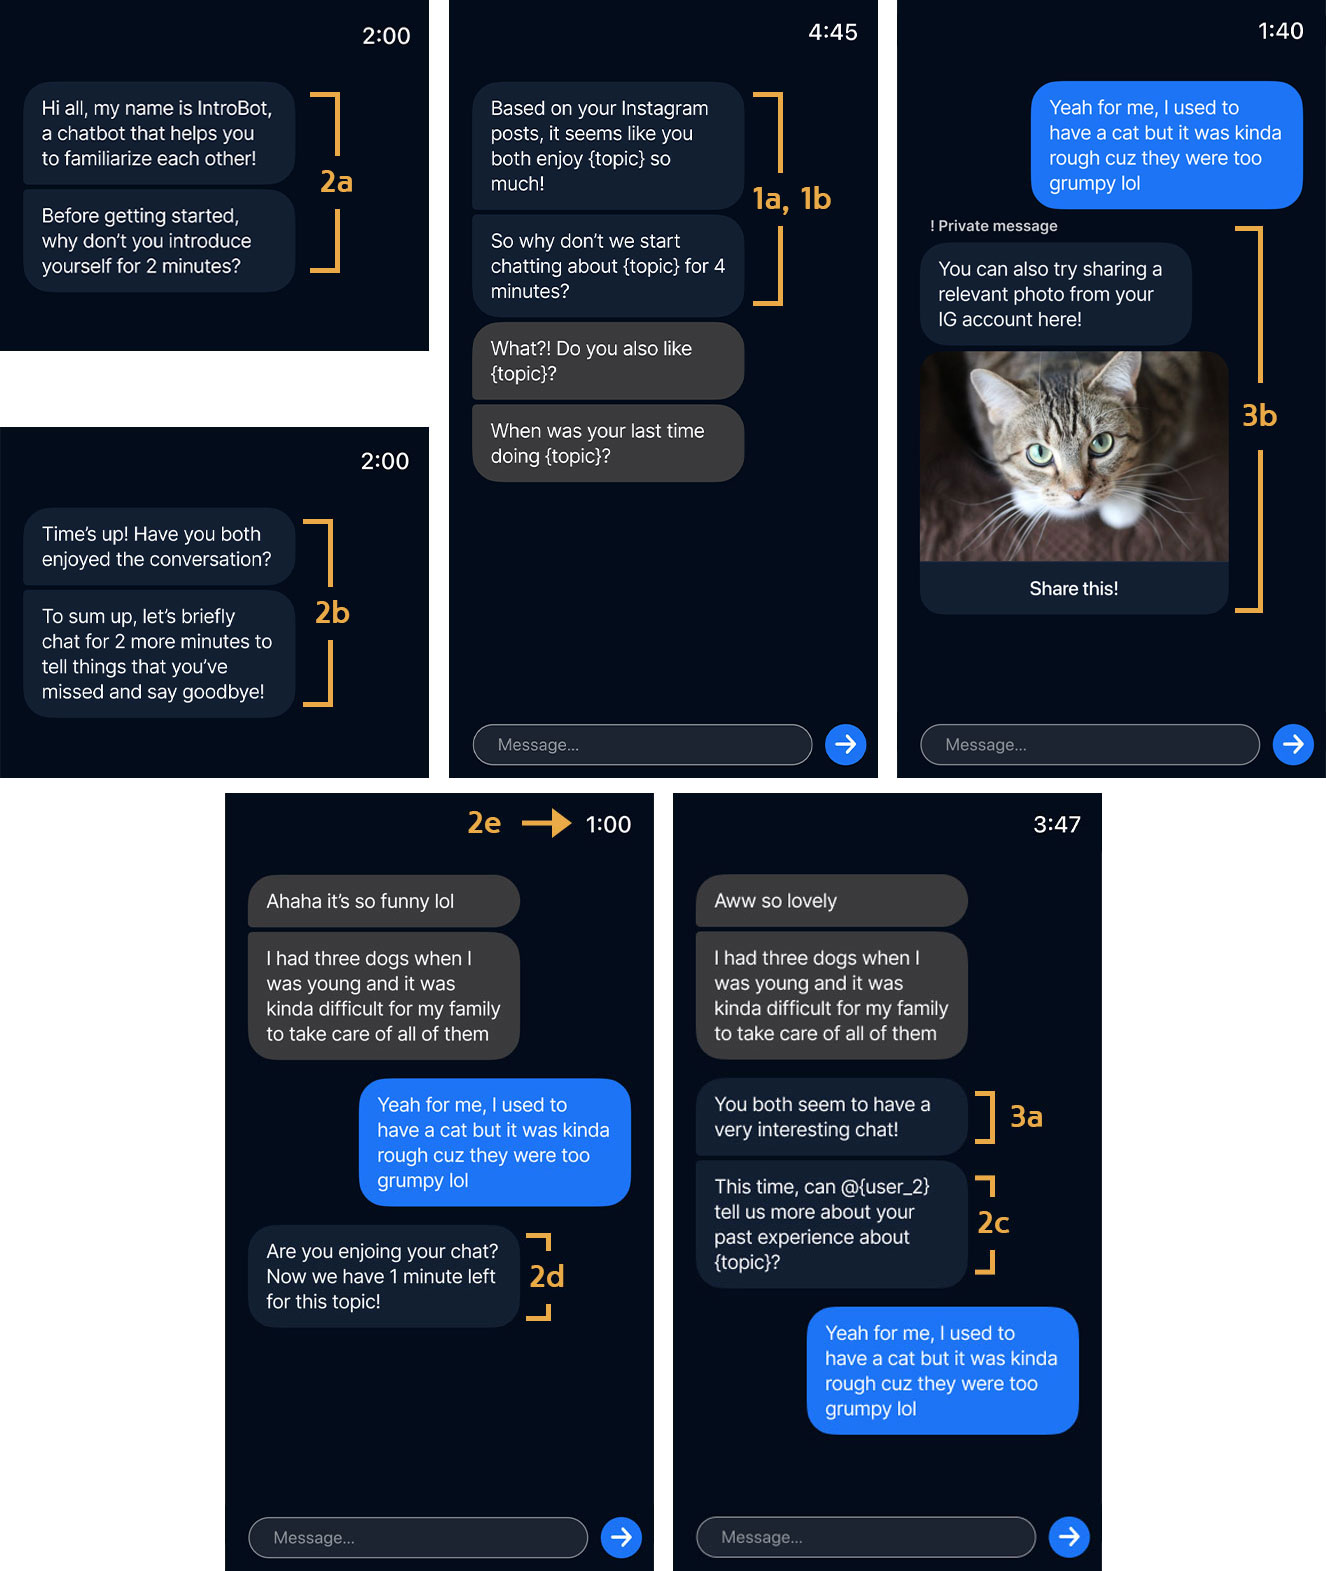 2:00
Hi all, my name is IntroBot,
a chatbot that helps you
to familiarize each other!
2a
Before getting started,
why don't you introduce
yourself for 2 minutes?
2:00
Time's up! Have you both
enjoyed the conversation?
2b
To sum up, let's briefly
chat for 2 more minutes to
tell things that you've
missed and say goodbye!
4:45
Based on your Instagram
posts, it seems like you
both enjoy {topic} so
much!
1a, 1b
So why don't we start
chatting about {topic} for 4
minutes?
What?! Do you also like
{topic}?
When was your last time
doing {topic}?
Message...
1:40
Yeah for me, I used to
have a cat but it was kinda
rough cuz they were too
grumpy lol
! Private message
You can also try sharing a
relevant photo from your
IG account here!
3b
Share this!
Message...
2e
1:00
Ahaha it's so funny lol
I had three dogs when I
was young and it was
kinda difficult for my family
to take care of all of them
Yeah for me, I used to
have a cat but it was kinda
rough cuz they were too
grumpy lol
Are you enjoing your chat?
Now we have 1 minute left
for this topic!
2d
Message...
3:47
Aww so lovely
I had three dogs when I
was young and it was
kinda difficult for my family
to take care of all of them
You both seem to have a
very interesting chat!
3a
This time, can @{user_2}
tell us more about your
past experience about
{topic}?
2c
Yeah for me, I used to
have a cat but it was kinda
rough cuz they were too
grumpy lol
Message...